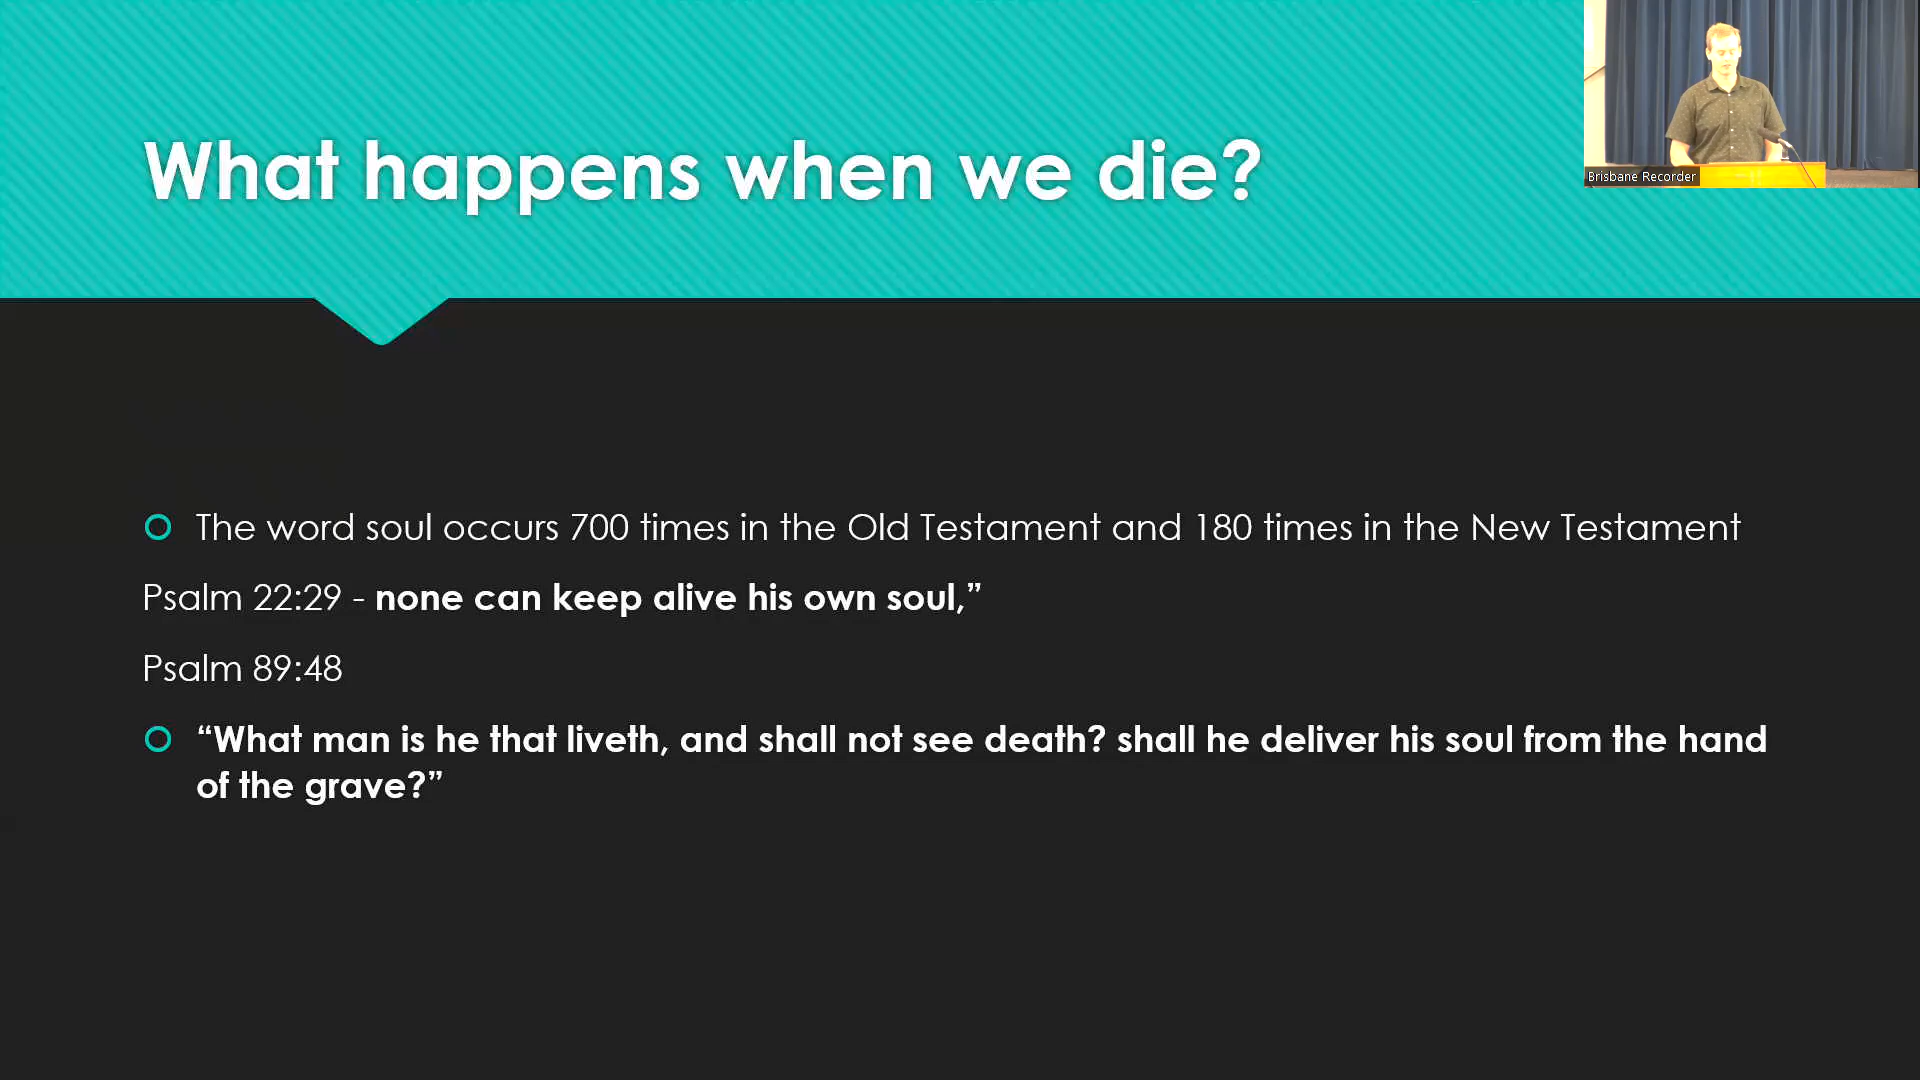 What happens when we die?
Brisbane Recorder
The word soul occurs 700 times in the Old Testament and 180 times in the New Testament
Psalm 22:29 - none can keep alive his own soul,”
Psalm 89:48
“What man is he that liveth, and shall not see death? shall he deliver his soul from the hand
of the grave?”